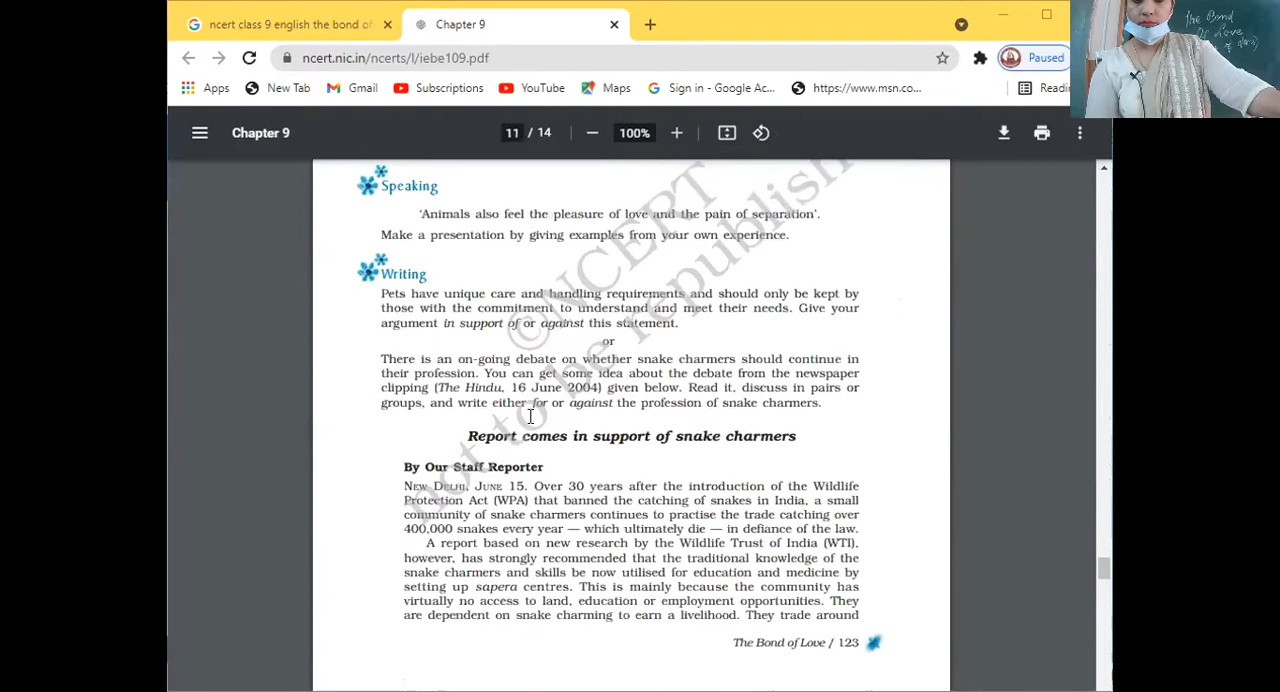 ncert class 9 english the bond of
Chapter 9
ncert.nic.in/ncerts/l/iebe109.pdf
Paused
Apps
New Tab
Gmail
Subscriptions
YouTube
Maps
Sign in - Google Ac...
https://www.msn.co...
Readi
the Bond
Of Love
Chapter 9
11 / 14
100%
Speaking
'Animals also feel the pleasure of love and the pain of separation'.
Make a presentation by giving examples from your own experience.
Writing
Pets have unique care and handling requirements and should only be kept by
those with the commitment to understand and meet their needs. Give your
argument in support of or against this statement.
or
There is an on-going debate on whether snake charmers should continue in
their profession. You can get some idea about the debate from the newspaper
clipping (The Hindu, 16 June 2004) given below. Read it, discuss in pairs or
groups, and write either for or against the profession of snake charmers.
Report comes in support of snake charmers
By Our Staff Reporter
NEW DELHI, JUNE 15. Over 30 years after the introduction of the Wildlife
Protection Act (WPA) that banned the catching of snakes in India, a small
community of snake charmers continues to practise the trade catching over
400,000 snakes every year — which ultimately die — in defiance of the law.
A report based on new research by the Wildlife Trust of India (WTI),
however, has strongly recommended that the traditional knowledge of the
snake charmers and skills be now utilised for education and medicine by
setting up sapera centres. This is mainly because the community has
virtually no access to land, education or employment opportunities. They
are dependent on snake charming to earn a livelihood. They trade around
The Bond of Love / 123
©NCERT
not to be republish